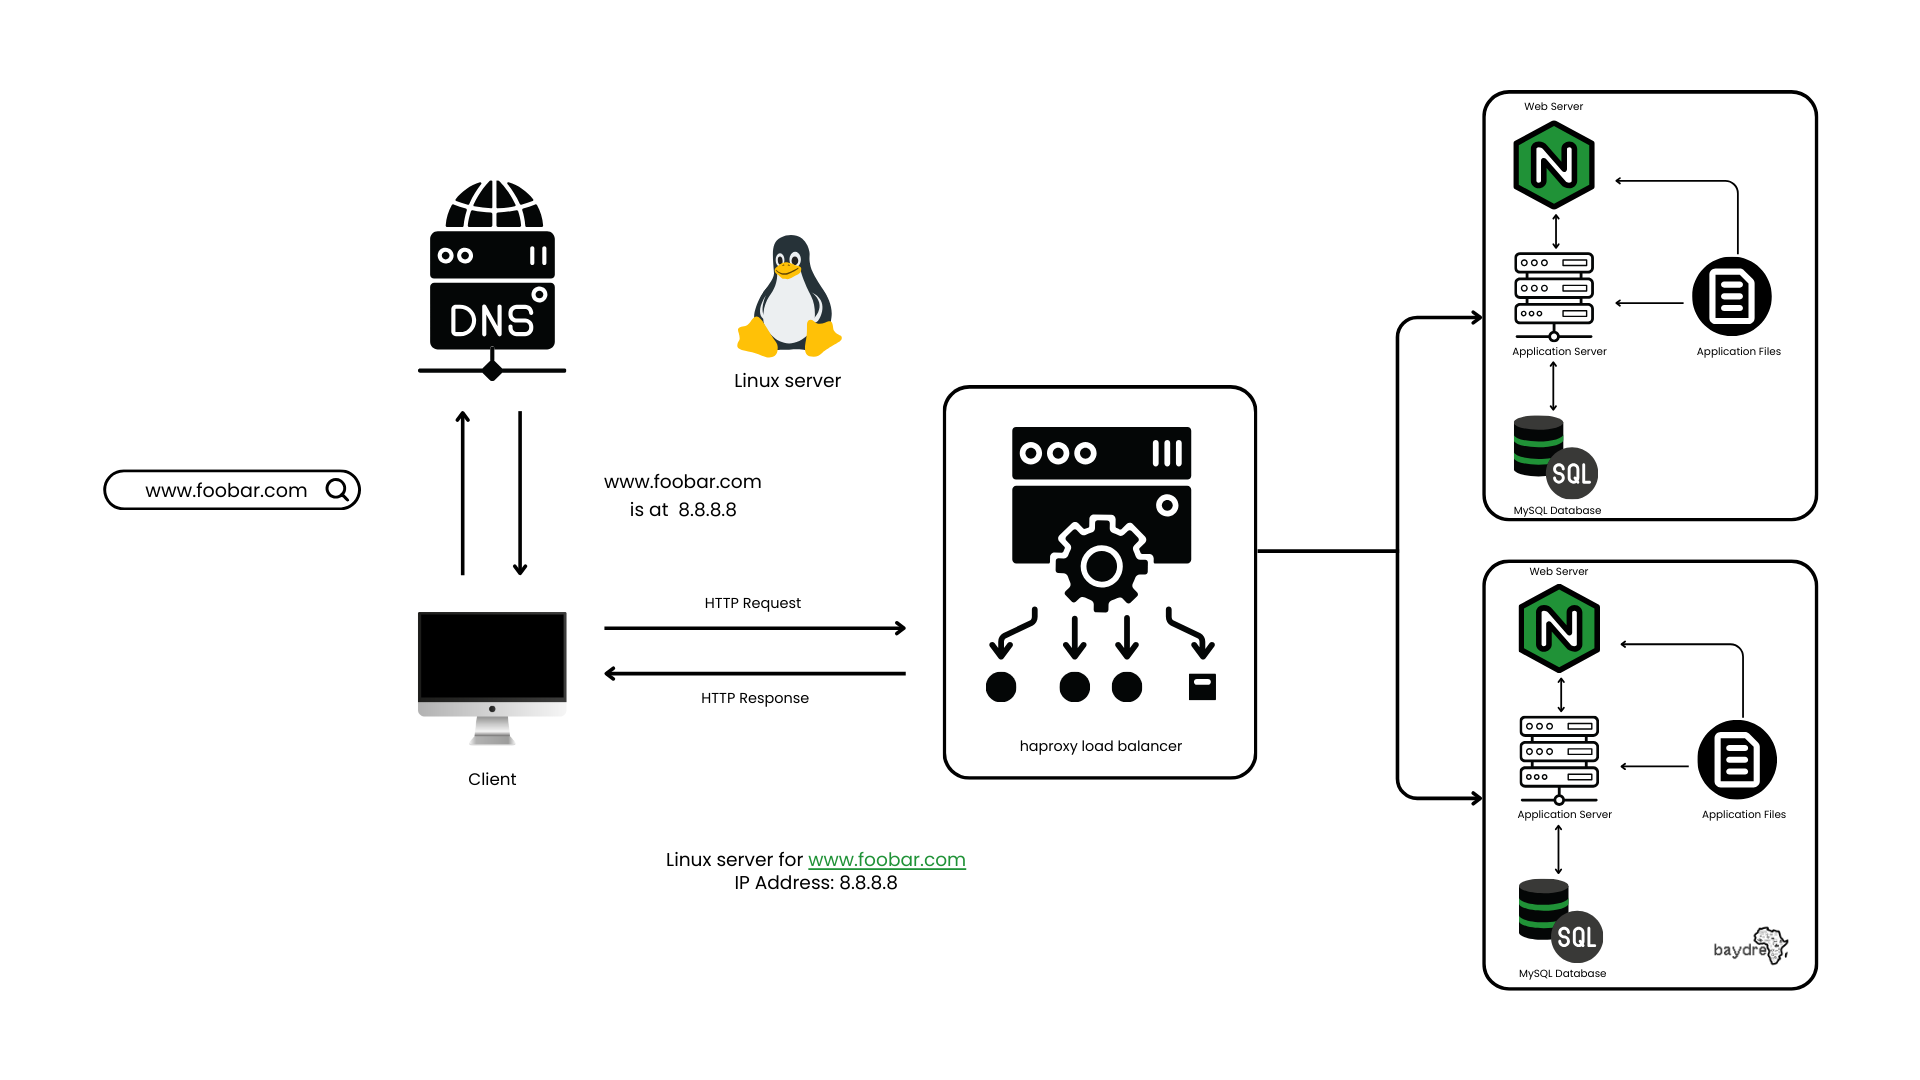 www.foobar.com
DNS
Linux server
www.foobar.com
is at 8.8.8.8
HTTP Request
HTTP Response
Client
haproxy load balancer
Linux server for www.foobar.com
IP Address: 8.8.8.8
Web Server
N
Application Server
Application Files
SQL
MySQL Database
Web Server
N
Application Server
Application Files
SQL
MySQL Database
baydre